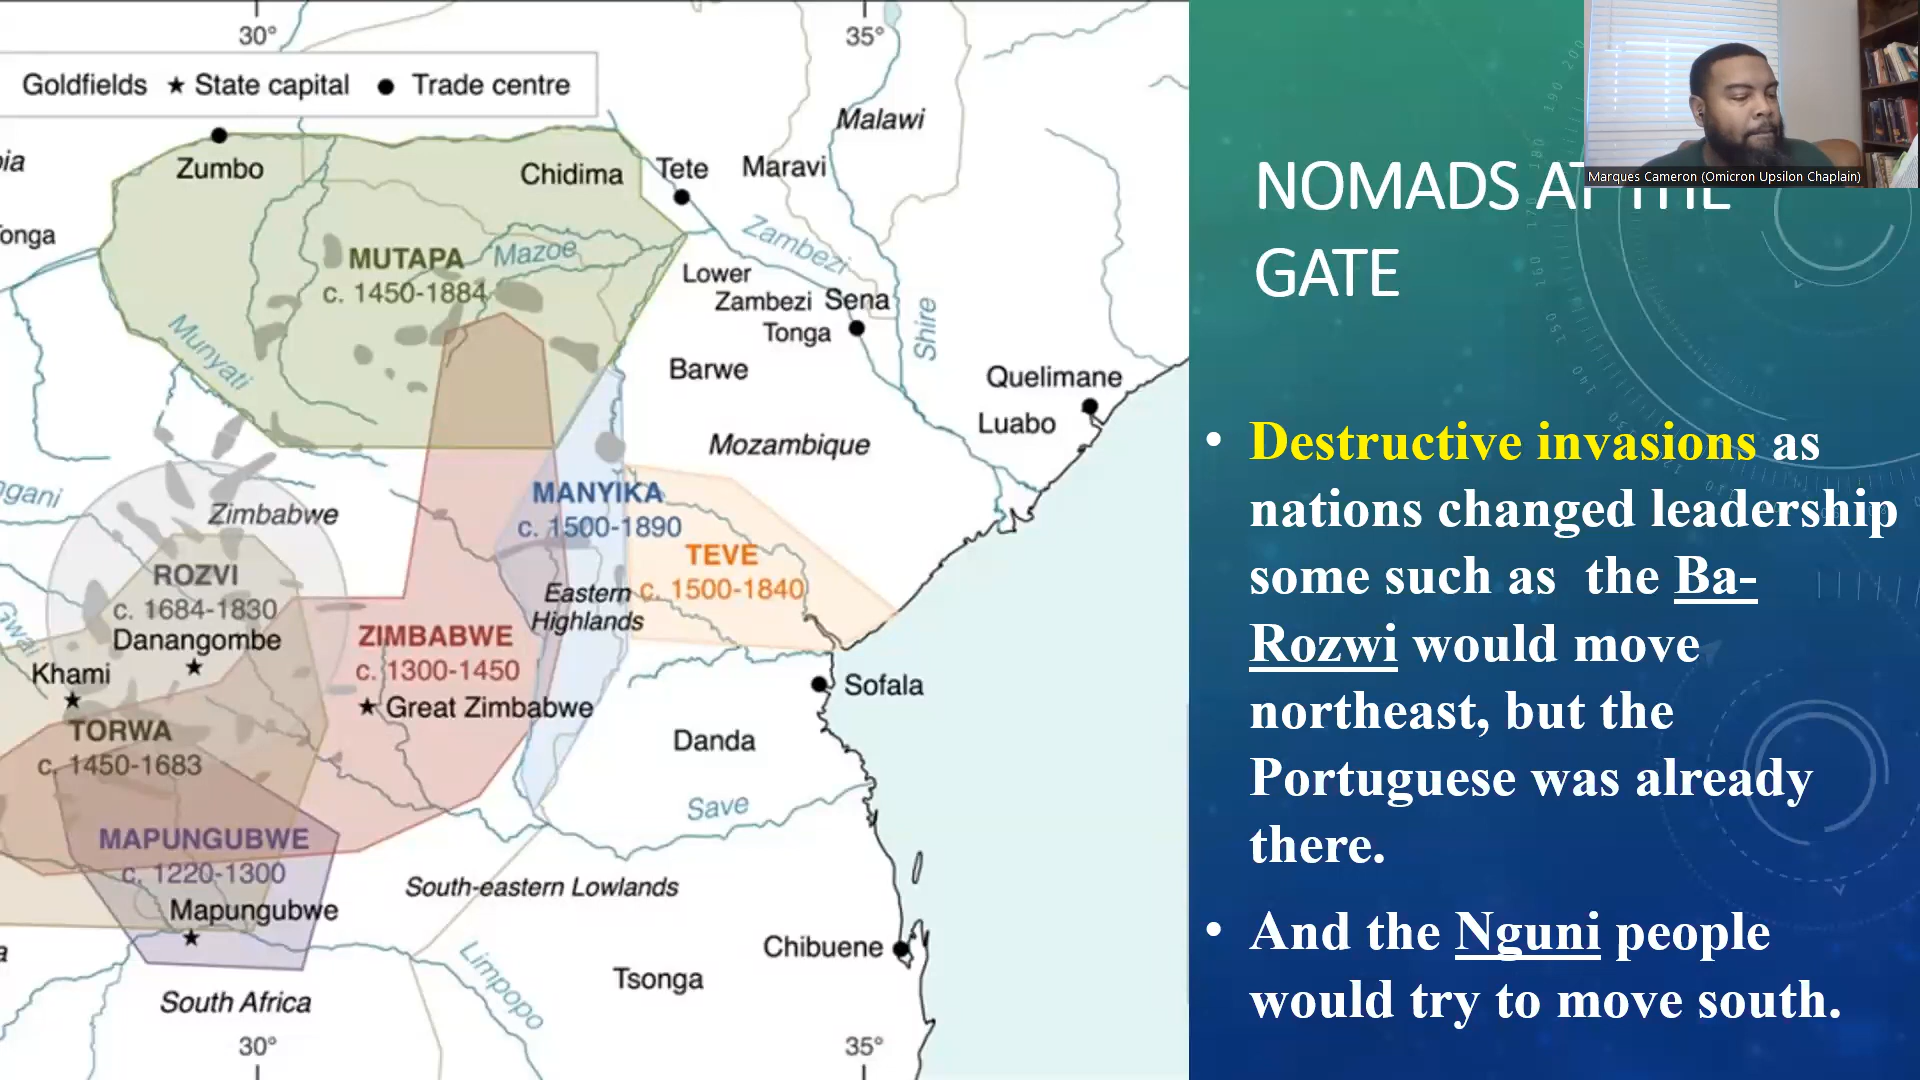 30°
35°
Goldfields ★ State capital ● Trade centre
Malawi
Zumbo
Chidima
Tete
Maravi
onga
MUTAPA
c. 1450-1884
Mazoe
Zambezi
Lower
Zambezi
Tonga
Sena
Shire
Munyati
Barwe
Quelimane
Luabo
Mozambique
MANYIKA
c. 1500-1890
Zimbabwe
TEVE
c. 1500-1840
ROZVI
c. 1684-1830
Danangombe
Eastern
Highlands
Khami
ZIMBABWE
c. 1300-1450
Great Zimbabwe
Sofala
TORWA
c. 1450-1683
Danda
Save
MAPUNGUBWE
c. 1220-1300
Mapungubwe
South-eastern Lowlands
Chibuene
Tsonga
Limpopo
South Africa
30°
35°
Marques Cameron (Omicron Upsilon Chaplain)
NOMADS AT THE
GATE
• Destructive invasions as
nations changed leadership
some such as the Ba-
Rozwi would move
northeast, but the
Portuguese was already
there.
• And the Nguni people
would try to move south.